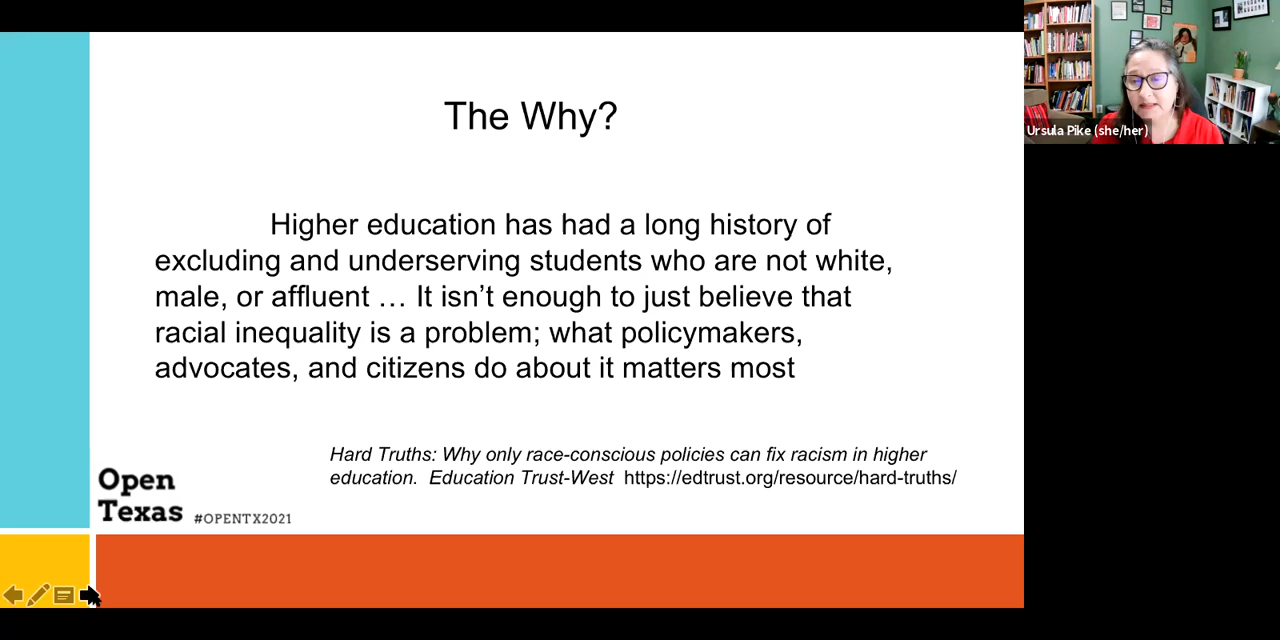 The Why?
Higher education has had a long history of
excluding and underserving students who are not white,
male, or affluent … It isn’t enough to just believe that
racial inequality is a problem; what policymakers,
advocates, and citizens do about it matters most
Hard Truths: Why only race-conscious policies can fix racism in higher
education.  Education Trust-West  https://edtrust.org/resource/hard-truths/
Open
Texas #OPENTX2021
Ursula Pike (she/her)